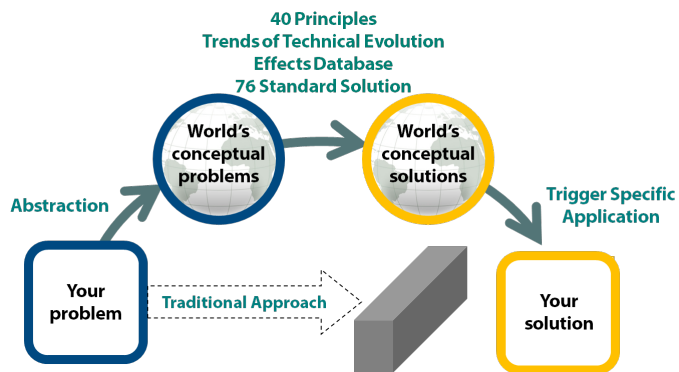 40 Principles
Trends of Technical Evolution
Effects Database
76 Standard Solution
World's
conceptual
problems
World's
conceptual
solutions
Abstraction
Trigger Specific
Application
Your
problem
Traditional Approach
Your
solution